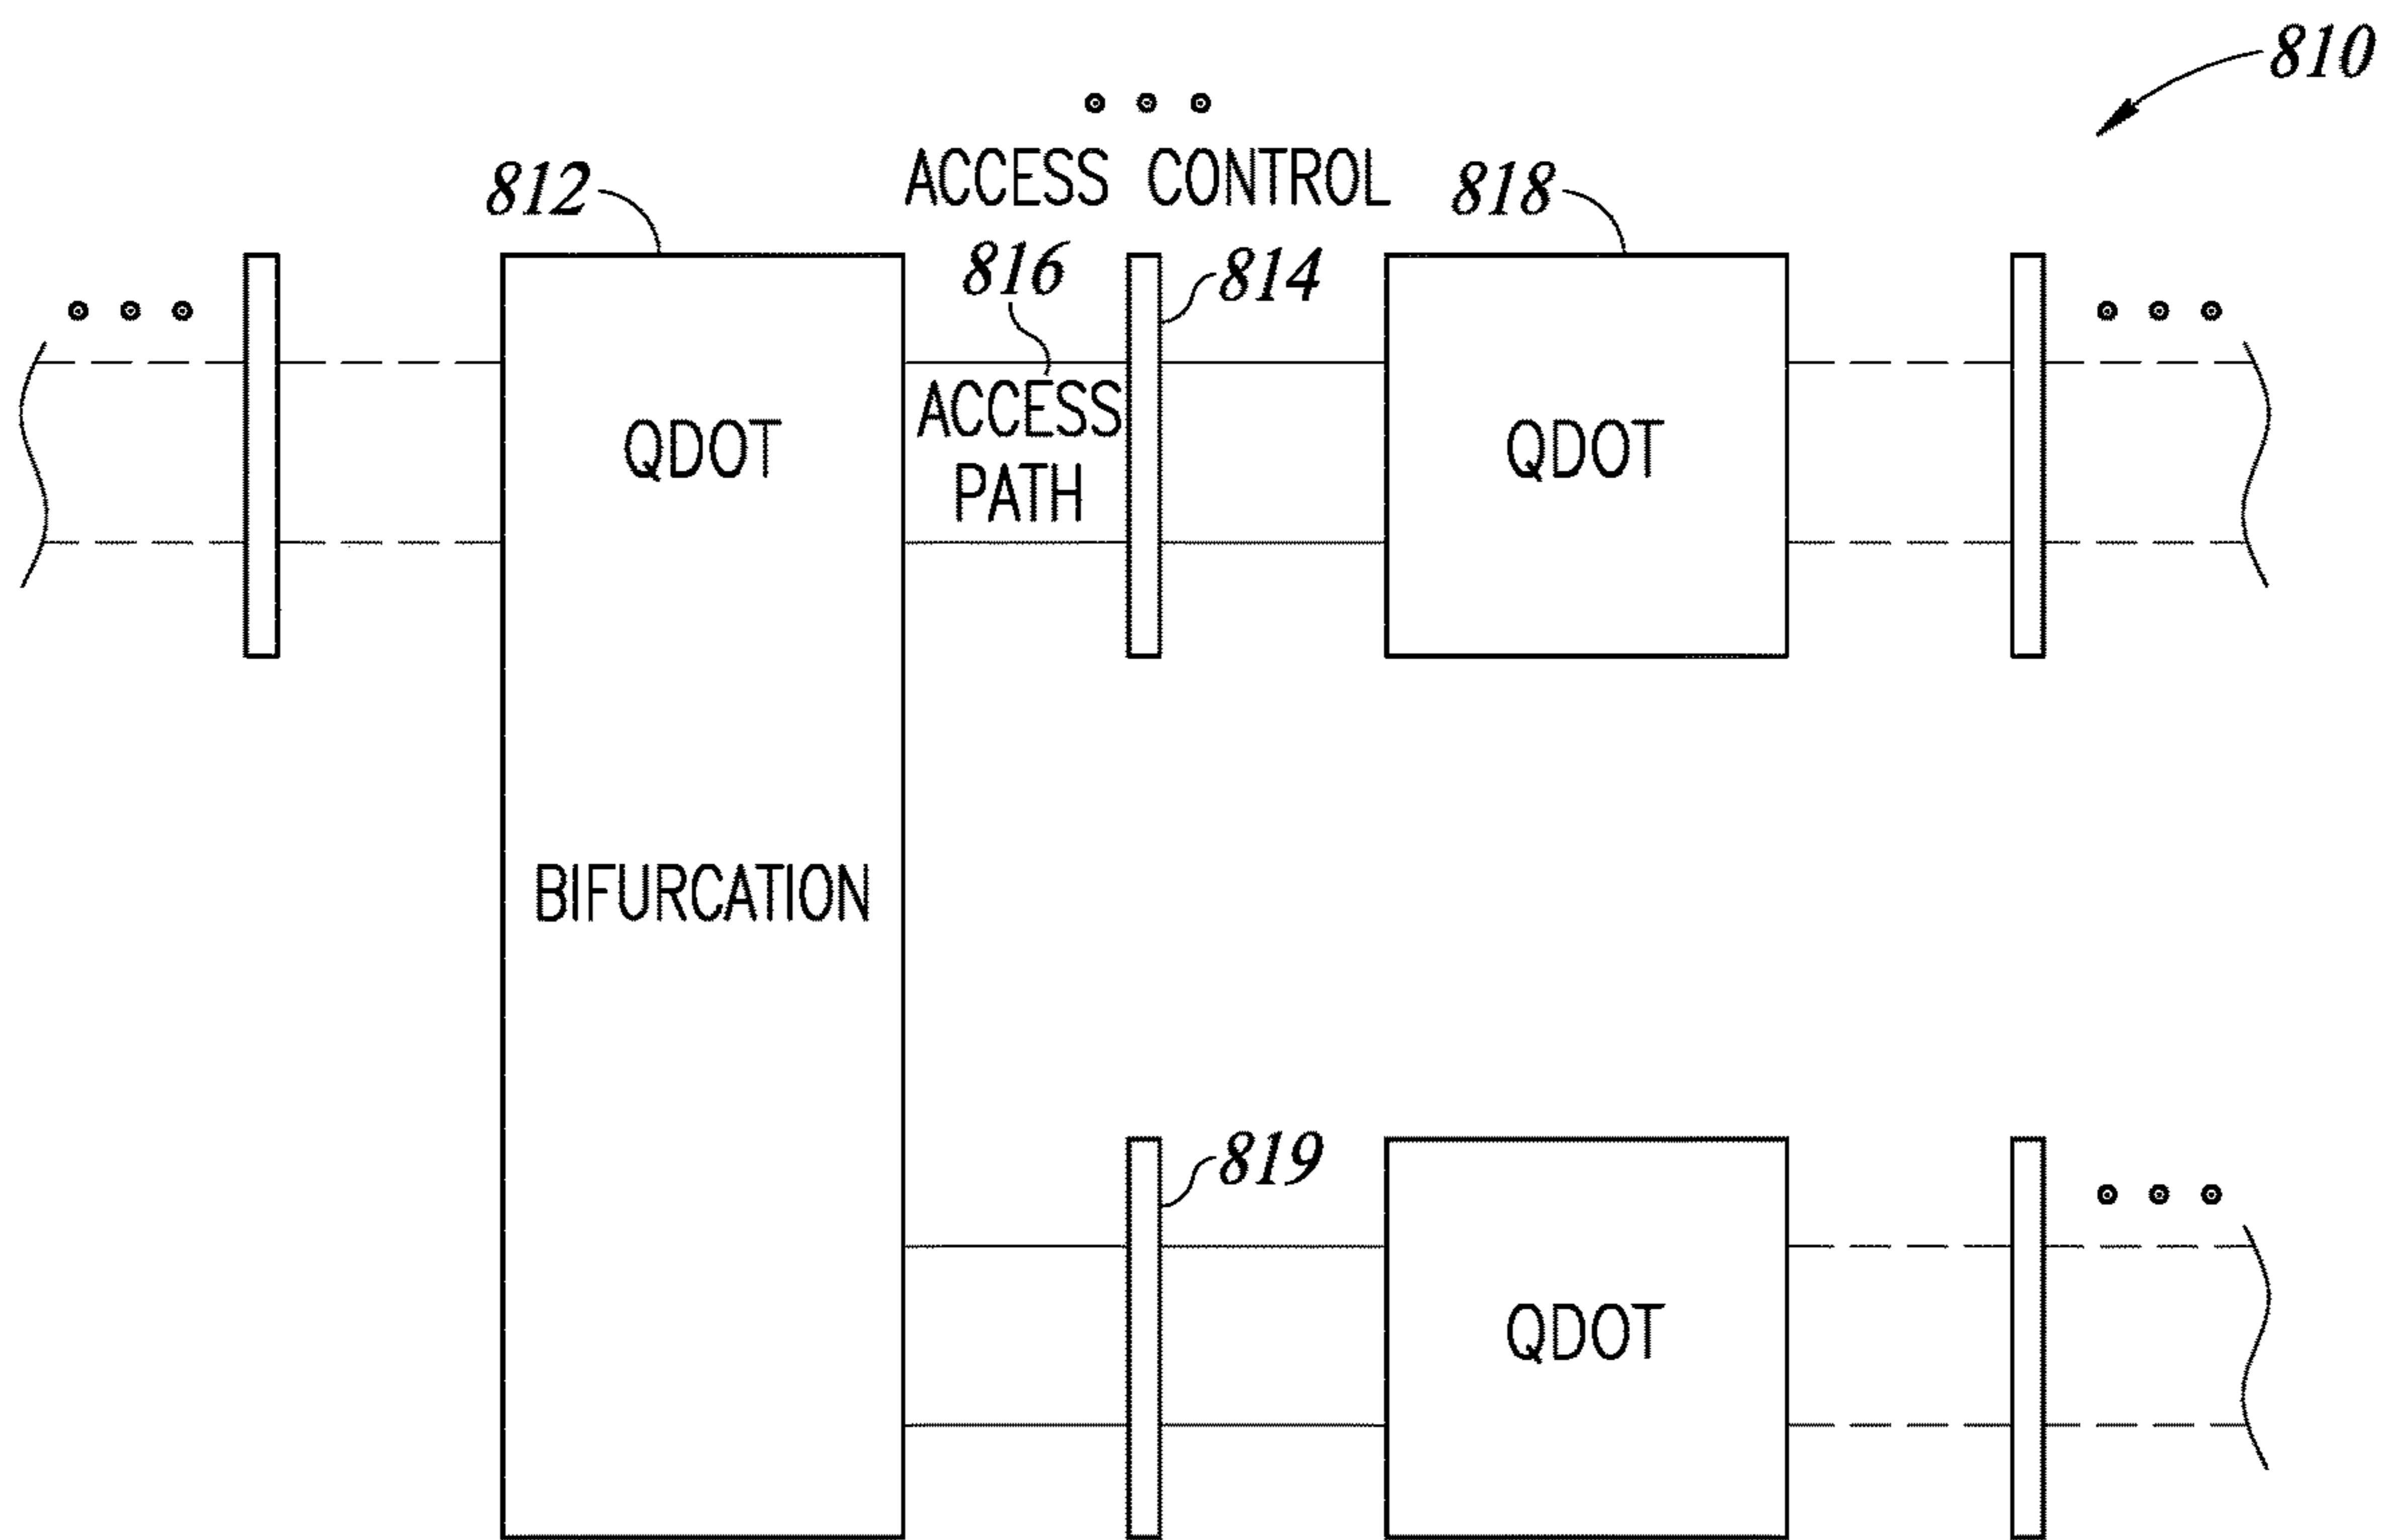 810
ACCESS CONTROL
812
818
816
814
QDOT
ACCESS
PATH
QDOT
BIFURCATION
819
QDOT